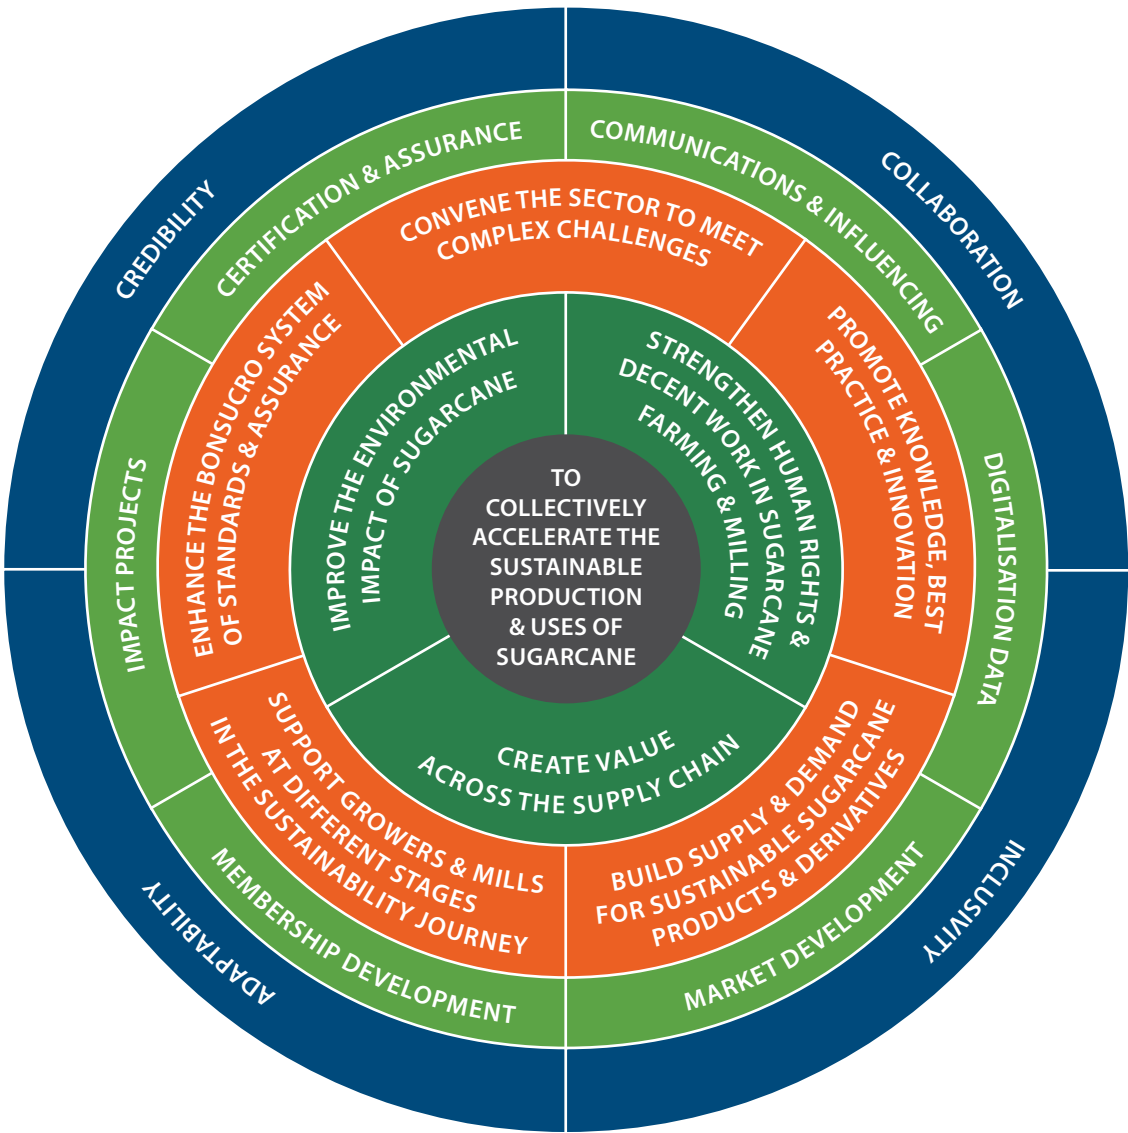 TO
COLLECTIVELY
ACCELERATE THE
SUSTAINABLE
PRODUCTION
& USES OF
SUGARCANE
IMPROVE THE ENVIRONMENTAL
IMPACT OF SUGARCANE
STRENGTHEN HUMAN RIGHTS &
DECENT WORK IN SUGARCANE
FARMING & MILLING
CREATE VALUE
ACROSS THE SUPPLY CHAIN
CONVENE THE SECTOR TO MEET
COMPLEX CHALLENGES
PROMOTE KNOWLEDGE, BEST
PRACTICE & INNOVATION
BUILD SUPPLY & DEMAND
FOR SUSTAINABLE SUGARCANE
PRODUCTS & DERIVATIVES
SUPPORT GROWERS & MILLS
AT DIFFERENT STAGES
IN THE SUSTAINABILITY JOURNEY
ENHANCE THE BONSUCRO SYSTEM
OF STANDARDS & ASSURANCE
CERTIFICATION & ASSURANCE
COMMUNICATIONS & INFLUENCING
DIGITALISATION DATA
MARKET DEVELOPMENT
MEMBERSHIP DEVELOPMENT
IMPACT PROJECTS
CREDIBILITY
COLLABORATION
INCLUSIVITY
ADAPTABILITY